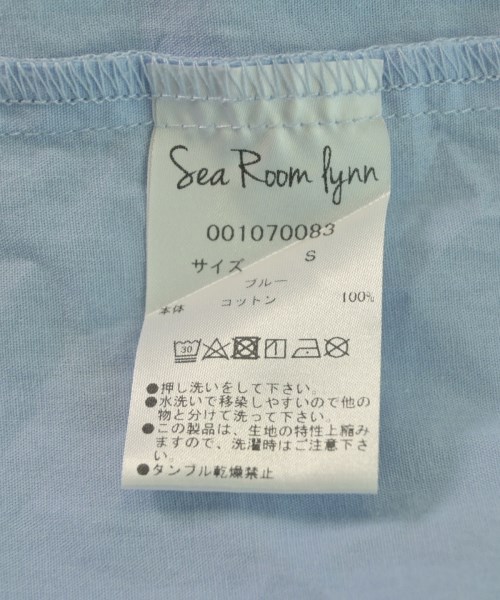 Sea Room lynn
001070083
サイズ S
ブルー
本体 コットン 100%
30
●押し洗いをして下さい。
●水洗いで移染しやすいので他の
物と分けて洗って下さい。
●この製品は、生地の特性上縮み
ますので、洗濯時はご注意下さ
い。
●タンブル乾燥禁止